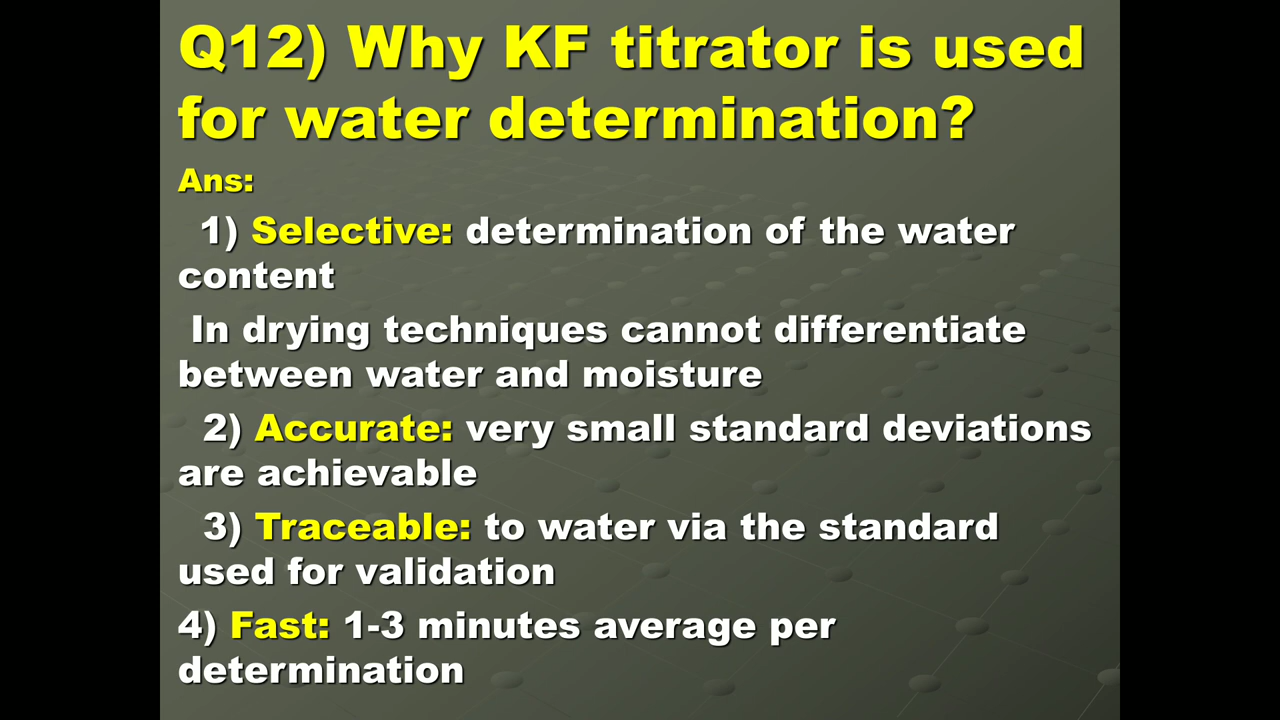 Q12) Why KF titrator is used
for water determination?
Ans:
1) Selective: determination of the water
content
In drying techniques cannot differentiate
between water and moisture
2) Accurate: very small standard deviations
are achievable
3) Traceable: to water via the standard
used for validation
4) Fast: 1-3 minutes average per
determination